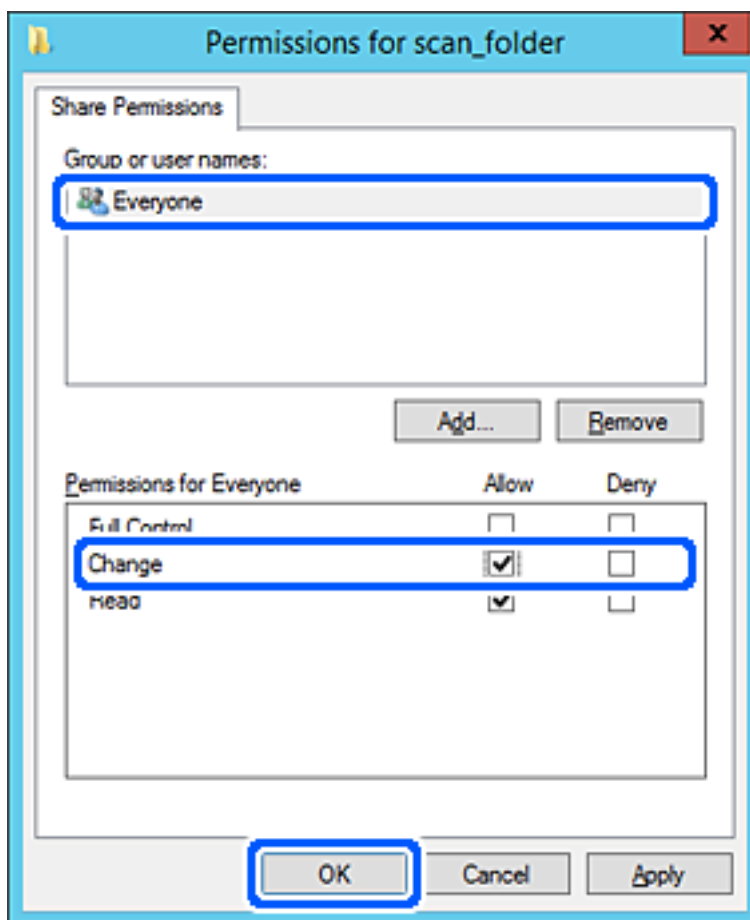 Permissions for scan_folder
x
Share Permissions
Group or user names:
Everyone
Add... Remove
Permissions for Everyone Allow Deny
Full Control
Change
Read
OK Cancel Apply